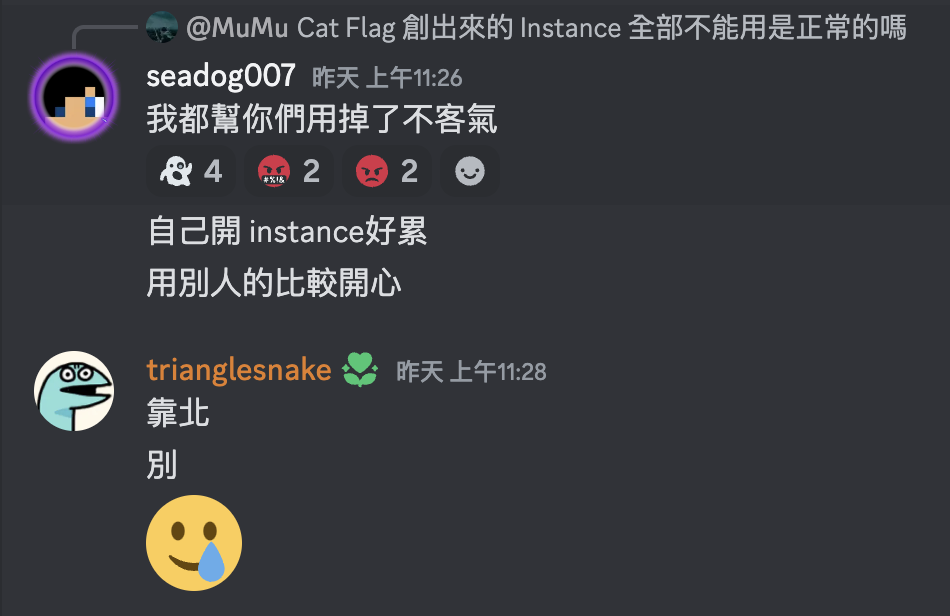 @MuMu Cat Flag 創出來的 Instance 全部不能用是正常的嗎
seadog007 昨天 上午11:26
我都幫你們用掉了不客氣
4 2 2
自己開 instance好累
用別人的比較開心
trianglesnake 昨天 上午11:28
靠北
別